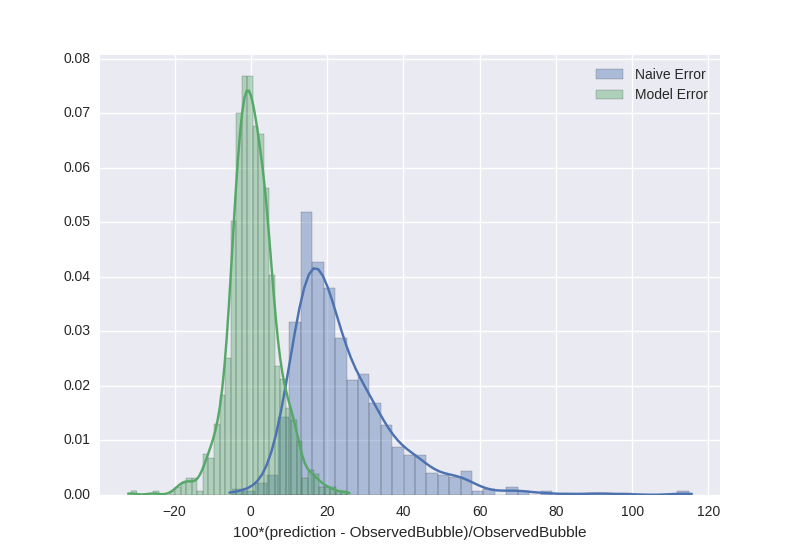 0.08
0.07
0.06
0.05
0.04
0.03
0.02
0.01
0.00
Naive Error
Model Error
−20 0 20 40 60 80 100 120
100*(prediction - ObservedBubble)/ObservedBubble